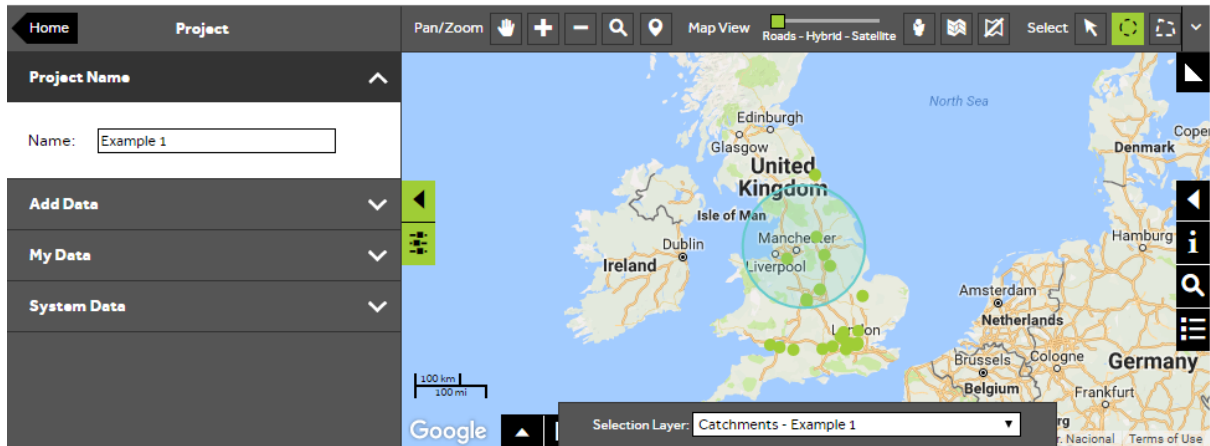 Home
Project
Pan/Zoom
Map View
Roads - Hybrid - Satellite
Select
Project Name
Name: Example 1
Add Data
My Data
System Data
North Sea
Edinburgh
Glasgow
United
Kingdom
Isle of Man
Dublin
Ireland
Liverpool
Denmark
Hamburg
Amsterdam
Netherlands
Brussels
Cologne
Belgium
Germany
Frankfurt
100 km
100 mi
Google
Selection Layer: Catchments - Example 1
r. Nacional
Terms of Use